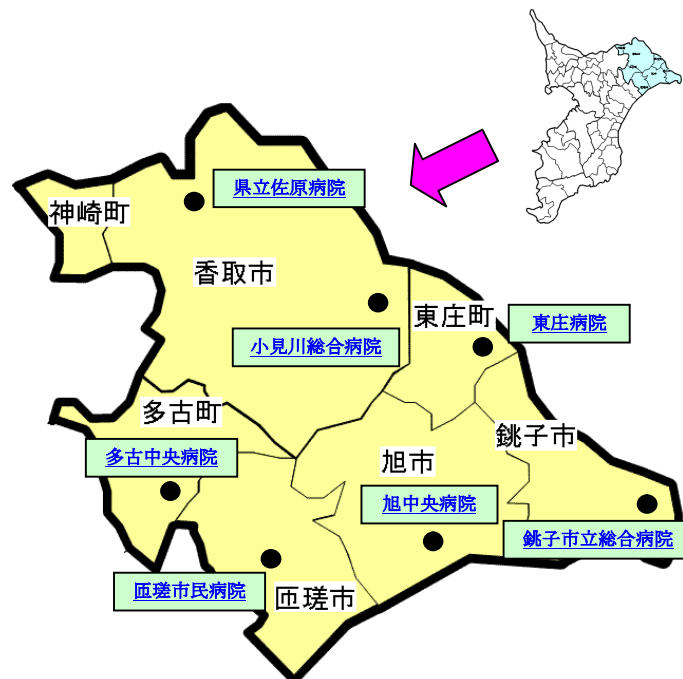 県立佐原病院
神崎町
香取市
東庄町
東庄病院
小見川総合病院
多古町
銚子市
多古中央病院
旭市
旭中央病院
銚子市立総合病院
匝瑳市民病院
匝瑳市